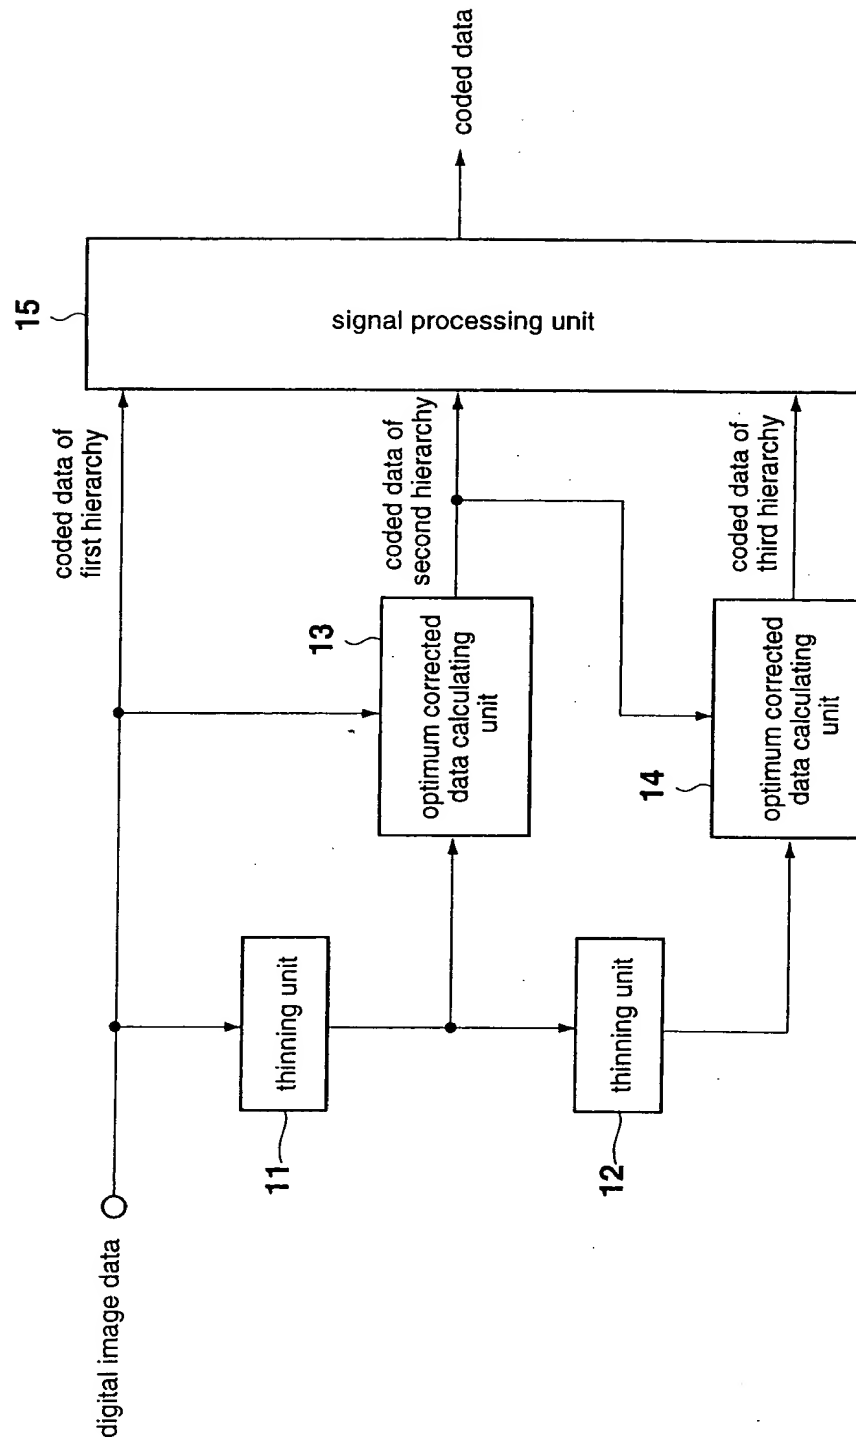 digital image data
11
thinning unit
12
thinning unit
coded data of
first hierarchy
13
optimum corrected
data calculating
unit
coded data of
second hierarchy
14
optimum corrected
data calculating
unit
coded data of
third hierarchy
15
signal processing unit
coded data